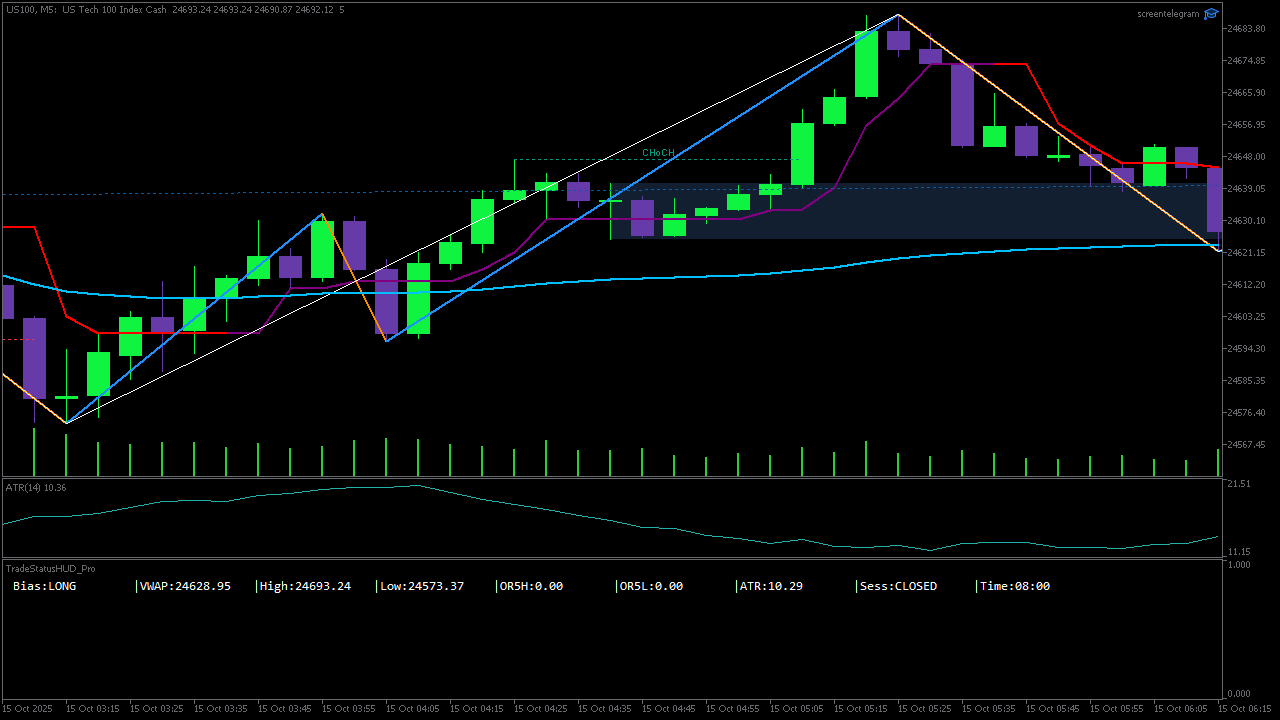 US100, M5:  US Tech 100 Index Cash  24693.24 24693.24 24690.87 24692.12  5
screentelegram
24683.80
24674.85
24665.90
24656.95
CHoCH
24648.00
24639.05
24630.10
24621.15
24612.20
24603.25
24594.30
24585.35
24576.40
24567.45
ATR(14) 10.36
21.51
11.15
TradeStatusHUD_Pro
1.000
Bias:LONG |VWAP:24628.95 |High:24693.24 |Low:24573.37 |OR5H:0.00 |OR5L:0.00 |ATR:10.29 |Sess:CLOSED |Time:08:00
0.000
15 Oct 2025 15 Oct 03:15 15 Oct 03:25 15 Oct 03:35 15 Oct 03:45 15 Oct 03:55 15 Oct 04:05 15 Oct 04:15 15 Oct 04:25 15 Oct 04:35 15 Oct 04:45 15 Oct 04:55 15 Oct 05:05 15 Oct 05:15 15 Oct 05:25 15 Oct 05:35 15 Oct 05:45 15 Oct 05:55 15 Oct 06:05 15 Oct 06:15